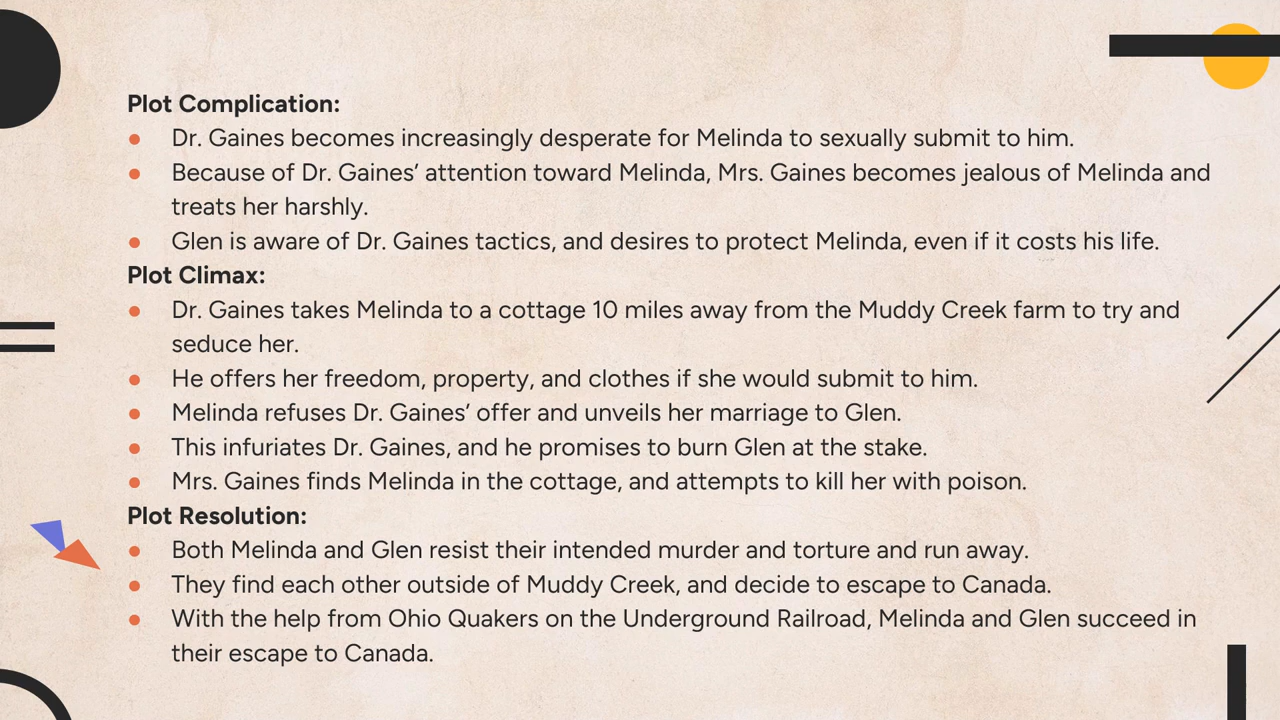 Plot Complication:
● Dr. Gaines becomes increasingly desperate for Melinda to sexually submit to him.
● Because of Dr. Gaines’ attention toward Melinda, Mrs. Gaines becomes jealous of Melinda and
treats her harshly.
● Glen is aware of Dr. Gaines tactics, and desires to protect Melinda, even if it costs his life.
Plot Climax:
● Dr. Gaines takes Melinda to a cottage 10 miles away from the Muddy Creek farm to try and
seduce her.
● He offers her freedom, property, and clothes if she would submit to him.
● Melinda refuses Dr. Gaines’ offer and unveils her marriage to Glen.
● This infuriates Dr. Gaines, and he promises to burn Glen at the stake.
● Mrs. Gaines finds Melinda in the cottage, and attempts to kill her with poison.
Plot Resolution:
● Both Melinda and Glen resist their intended murder and torture and run away.
● They find each other outside of Muddy Creek, and decide to escape to Canada.
● With the help from Ohio Quakers on the Underground Railroad, Melinda and Glen succeed in
their escape to Canada.